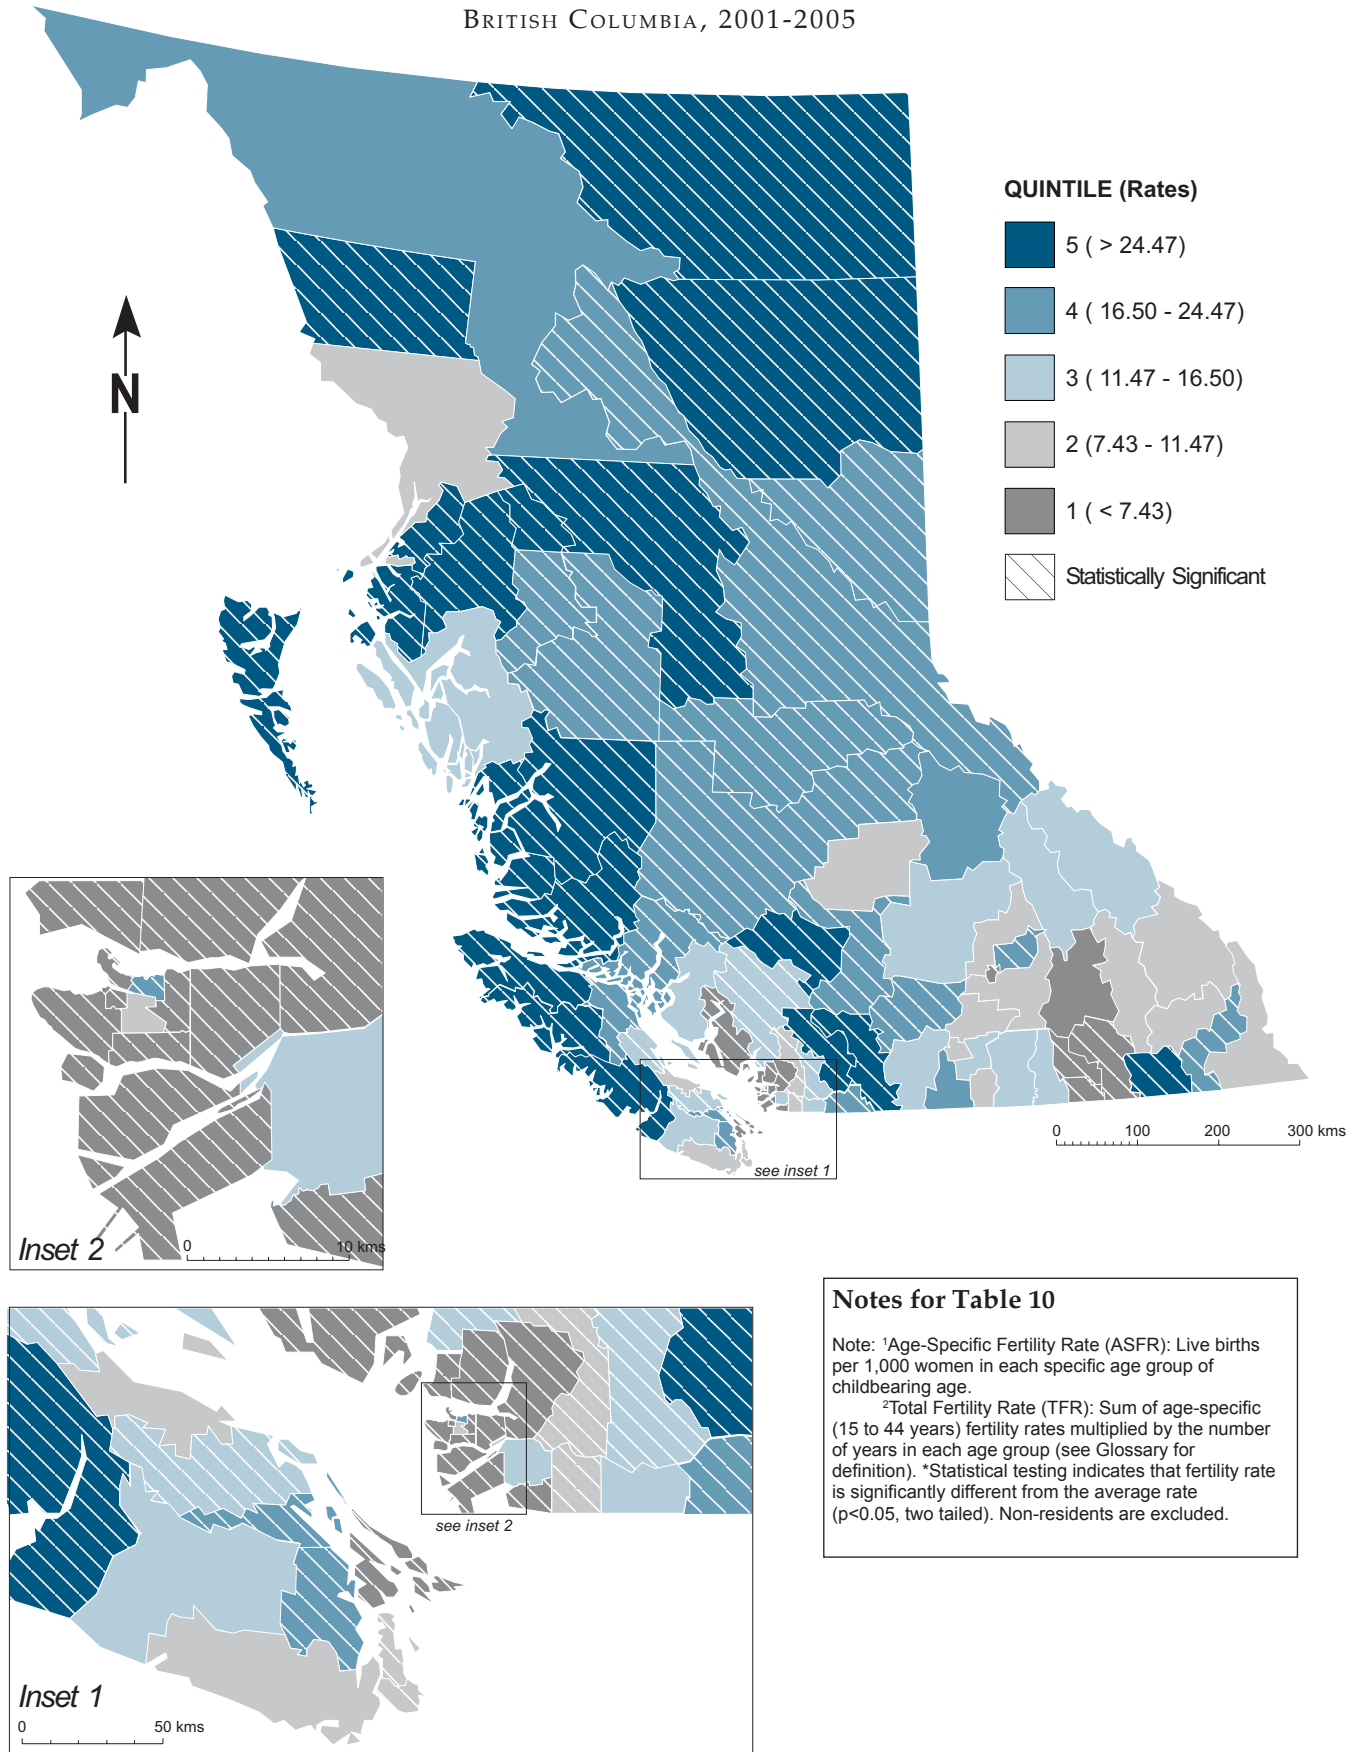 BRITISH COLUMBIA, 2001-2005
QUINTILE (Rates)
5 ( > 24.47)
4 ( 16.50 - 24.47)
3 ( 11.47 - 16.50)
2 (7.43 - 11.47)
1 ( < 7.43)
Statistically Significant
N
0 100 200 300 kms
see inset 1
Inset 2
0 10 kms
see inset 2
Inset 1
0 50 kms
Notes for Table 10
Note: ¹Age-Specific Fertility Rate (ASFR): Live births
per 1,000 women in each specific age group of
childbearing age.
²Total Fertility Rate (TFR): Sum of age-specific
(15 to 44 years) fertility rates multiplied by the number
of years in each age group (see Glossary for
definition). *Statistical testing indicates that fertility rate
is significantly different from the average rate
(p<0.05, two tailed). Non-residents are excluded.